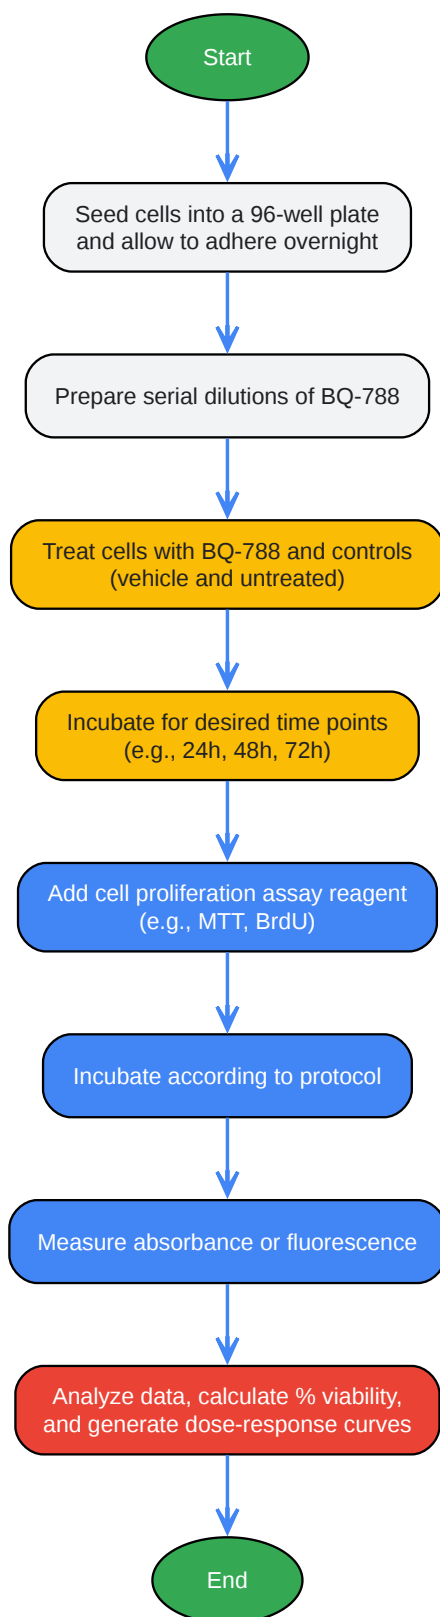 Start
Seed cells into a 96-well plate
and allow to adhere overnight
Prepare serial dilutions of BQ-788
Treat cells with BQ-788 and controls
(vehicle and untreated)
Incubate for desired time points
(e.g., 24h, 48h, 72h)
Add cell proliferation assay reagent
(e.g., MTT, BrdU)
Incubate according to protocol
Measure absorbance or fluorescence
Analyze data, calculate % viability,
and generate dose-response curves
End